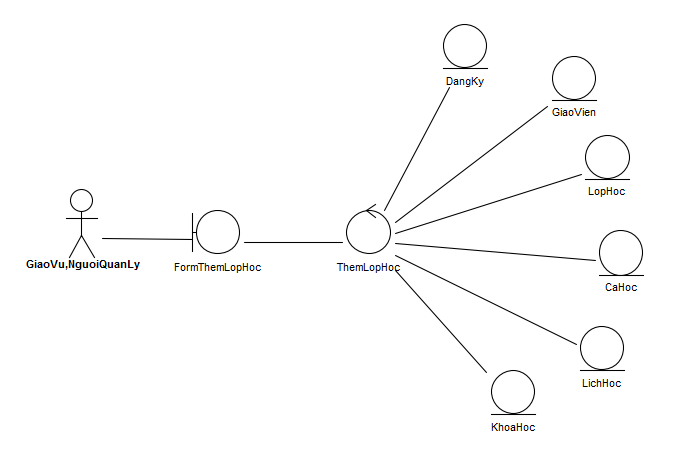 DangKy
GiaoVien
LopHoc
GiaoVu,NguoiQuanLy
FormThemLopHoc
ThemLopHoc
CaHoc
LichHoc
KhoaHoc